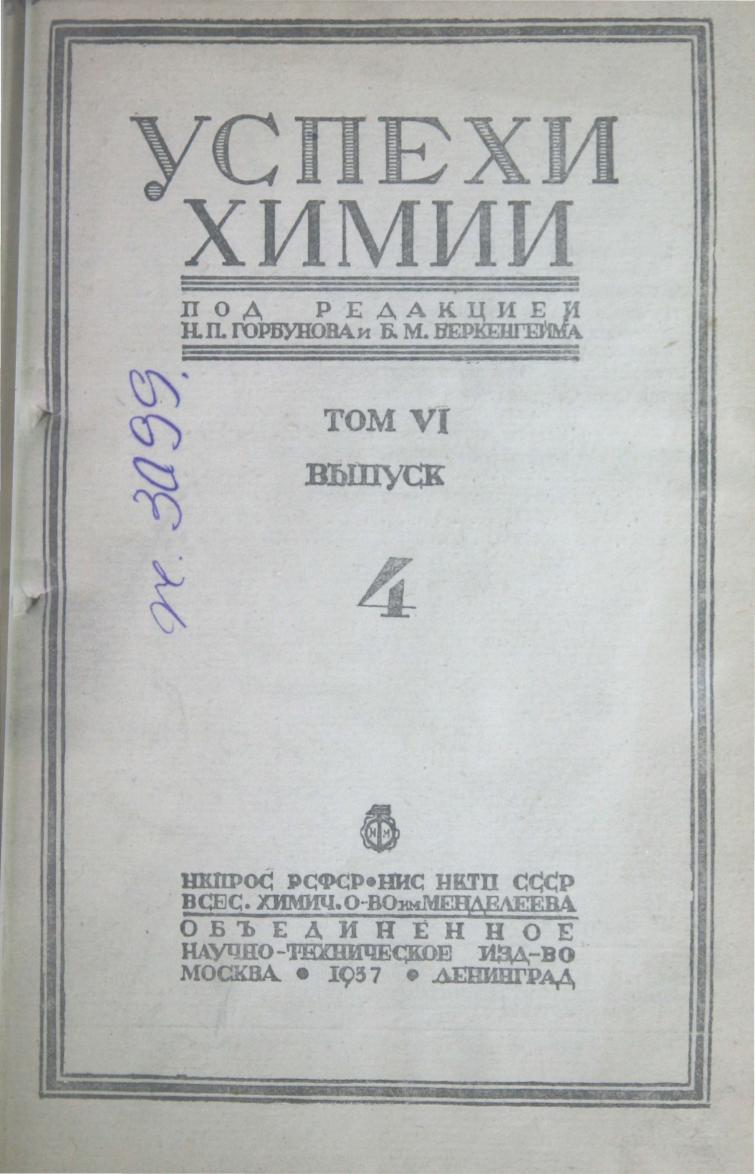 УСПЕХИ
ХИМИИ
ПОД РЕДАКЦИЕЙ
Н. П. ГОРБУНОВА и Б. М. БЕРКЕНГЕЙМА
ТОМ VI
ВЫПУСК
4
НКПРОС РСФСР • НИС НКТП СССР
ВСЕС. ХИМИЧ. О-ВО им МЕНДЕЛЕЕВА
ОБЪЕДИНЕННОЕ
НАУЧНО-ТЕХНИЧЕСКОЕ ИЗД-ВО
МОСКВА • 1937 • ЛЕНИНГРАД